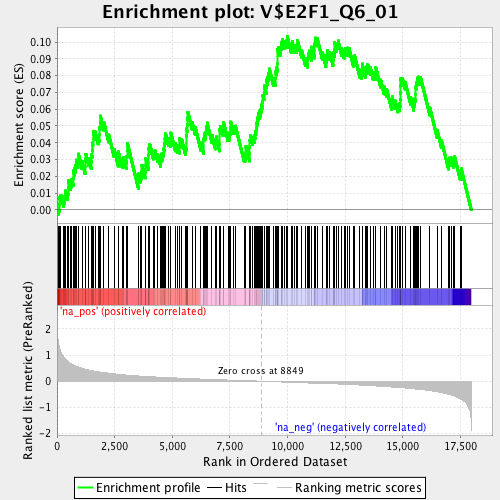 Enrichment plot: V$E2F1_Q6_01
Enrichment score (ES)
0.10
0.09
0.08
0.07
0.06
0.05
0.04
0.03
0.02
0.01
0.00
'na_pos' (positively correlated)
Ranked list metric (PreRanked)
2
1
0
-1
-2
Zero cross at 8849
'na_neg' (negatively correlated)
0
2,500
5,000
7,500
10,000
12,500
15,000
17,500
Rank in Ordered Dataset
Enrichment profile
Hits
Ranking metric scores